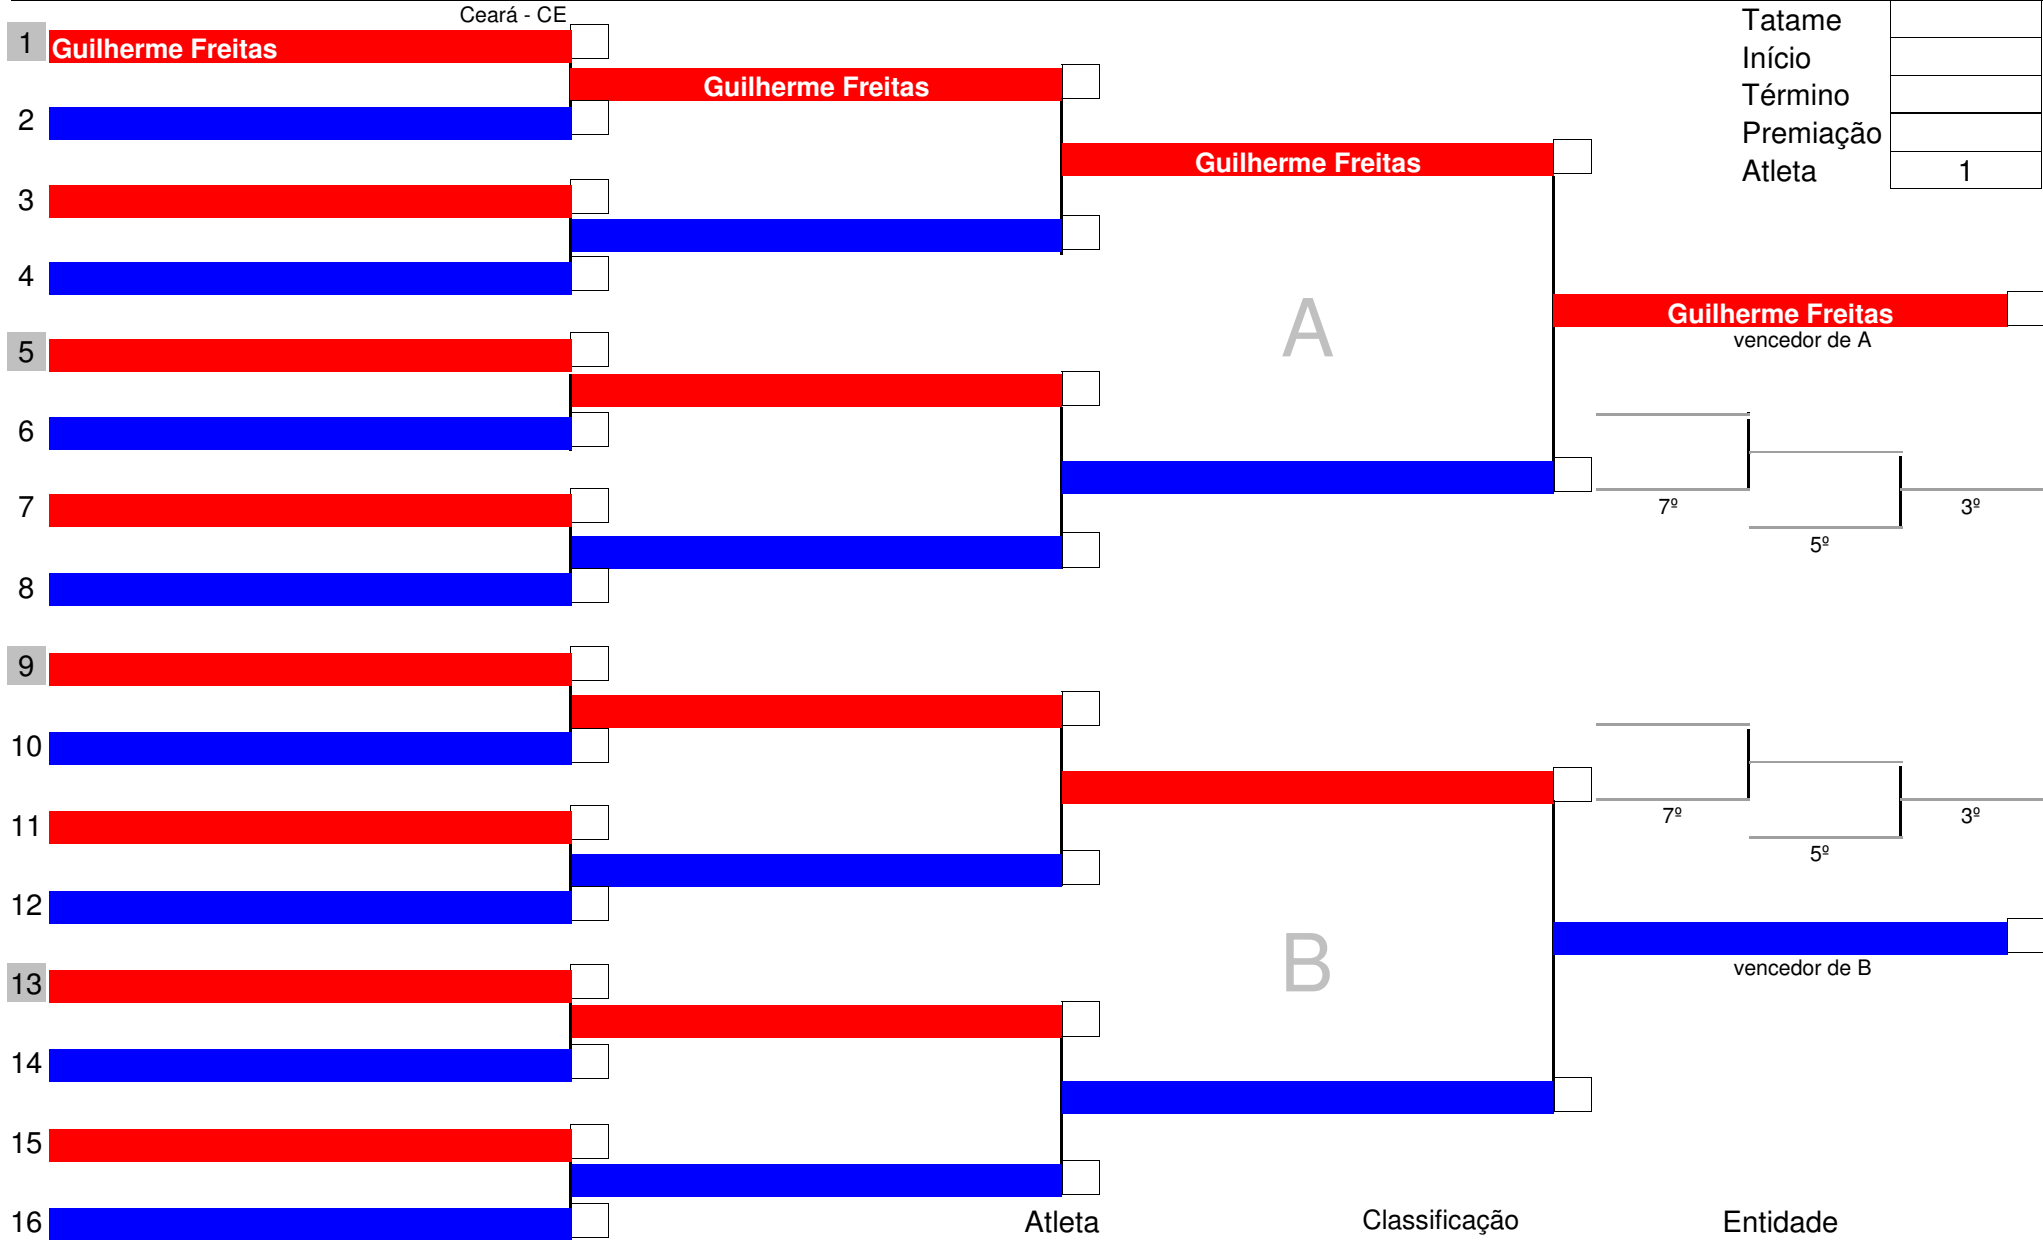 Ceará - CE
Tatame
1 Guilherme Freitas
Início
Guilherme Freitas
Término
2
Premiação
Guilherme Freitas
Atleta 1
3
4
A
Guilherme Freitas
vencedor de A
5
6
7
7º
3º
5º
8
9
10
7º
3º
11
5º
12
B
vencedor de B
13
14
15
16
Atleta Classificação Entidade